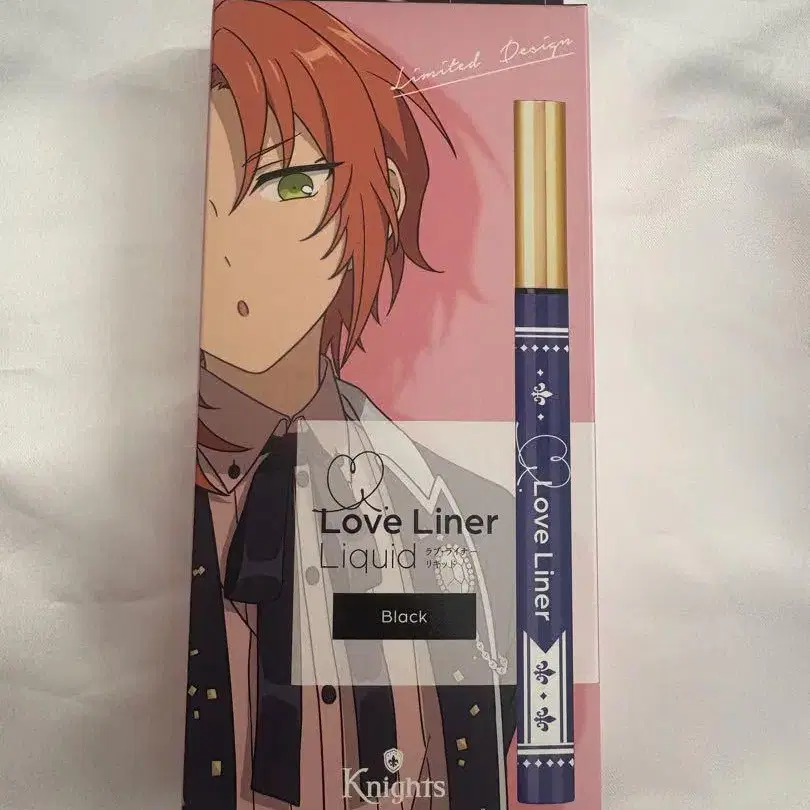 Limited Design
Love Liner
Liquid ラブ・ライナー
リキッド
Black
Love Liner
Knights